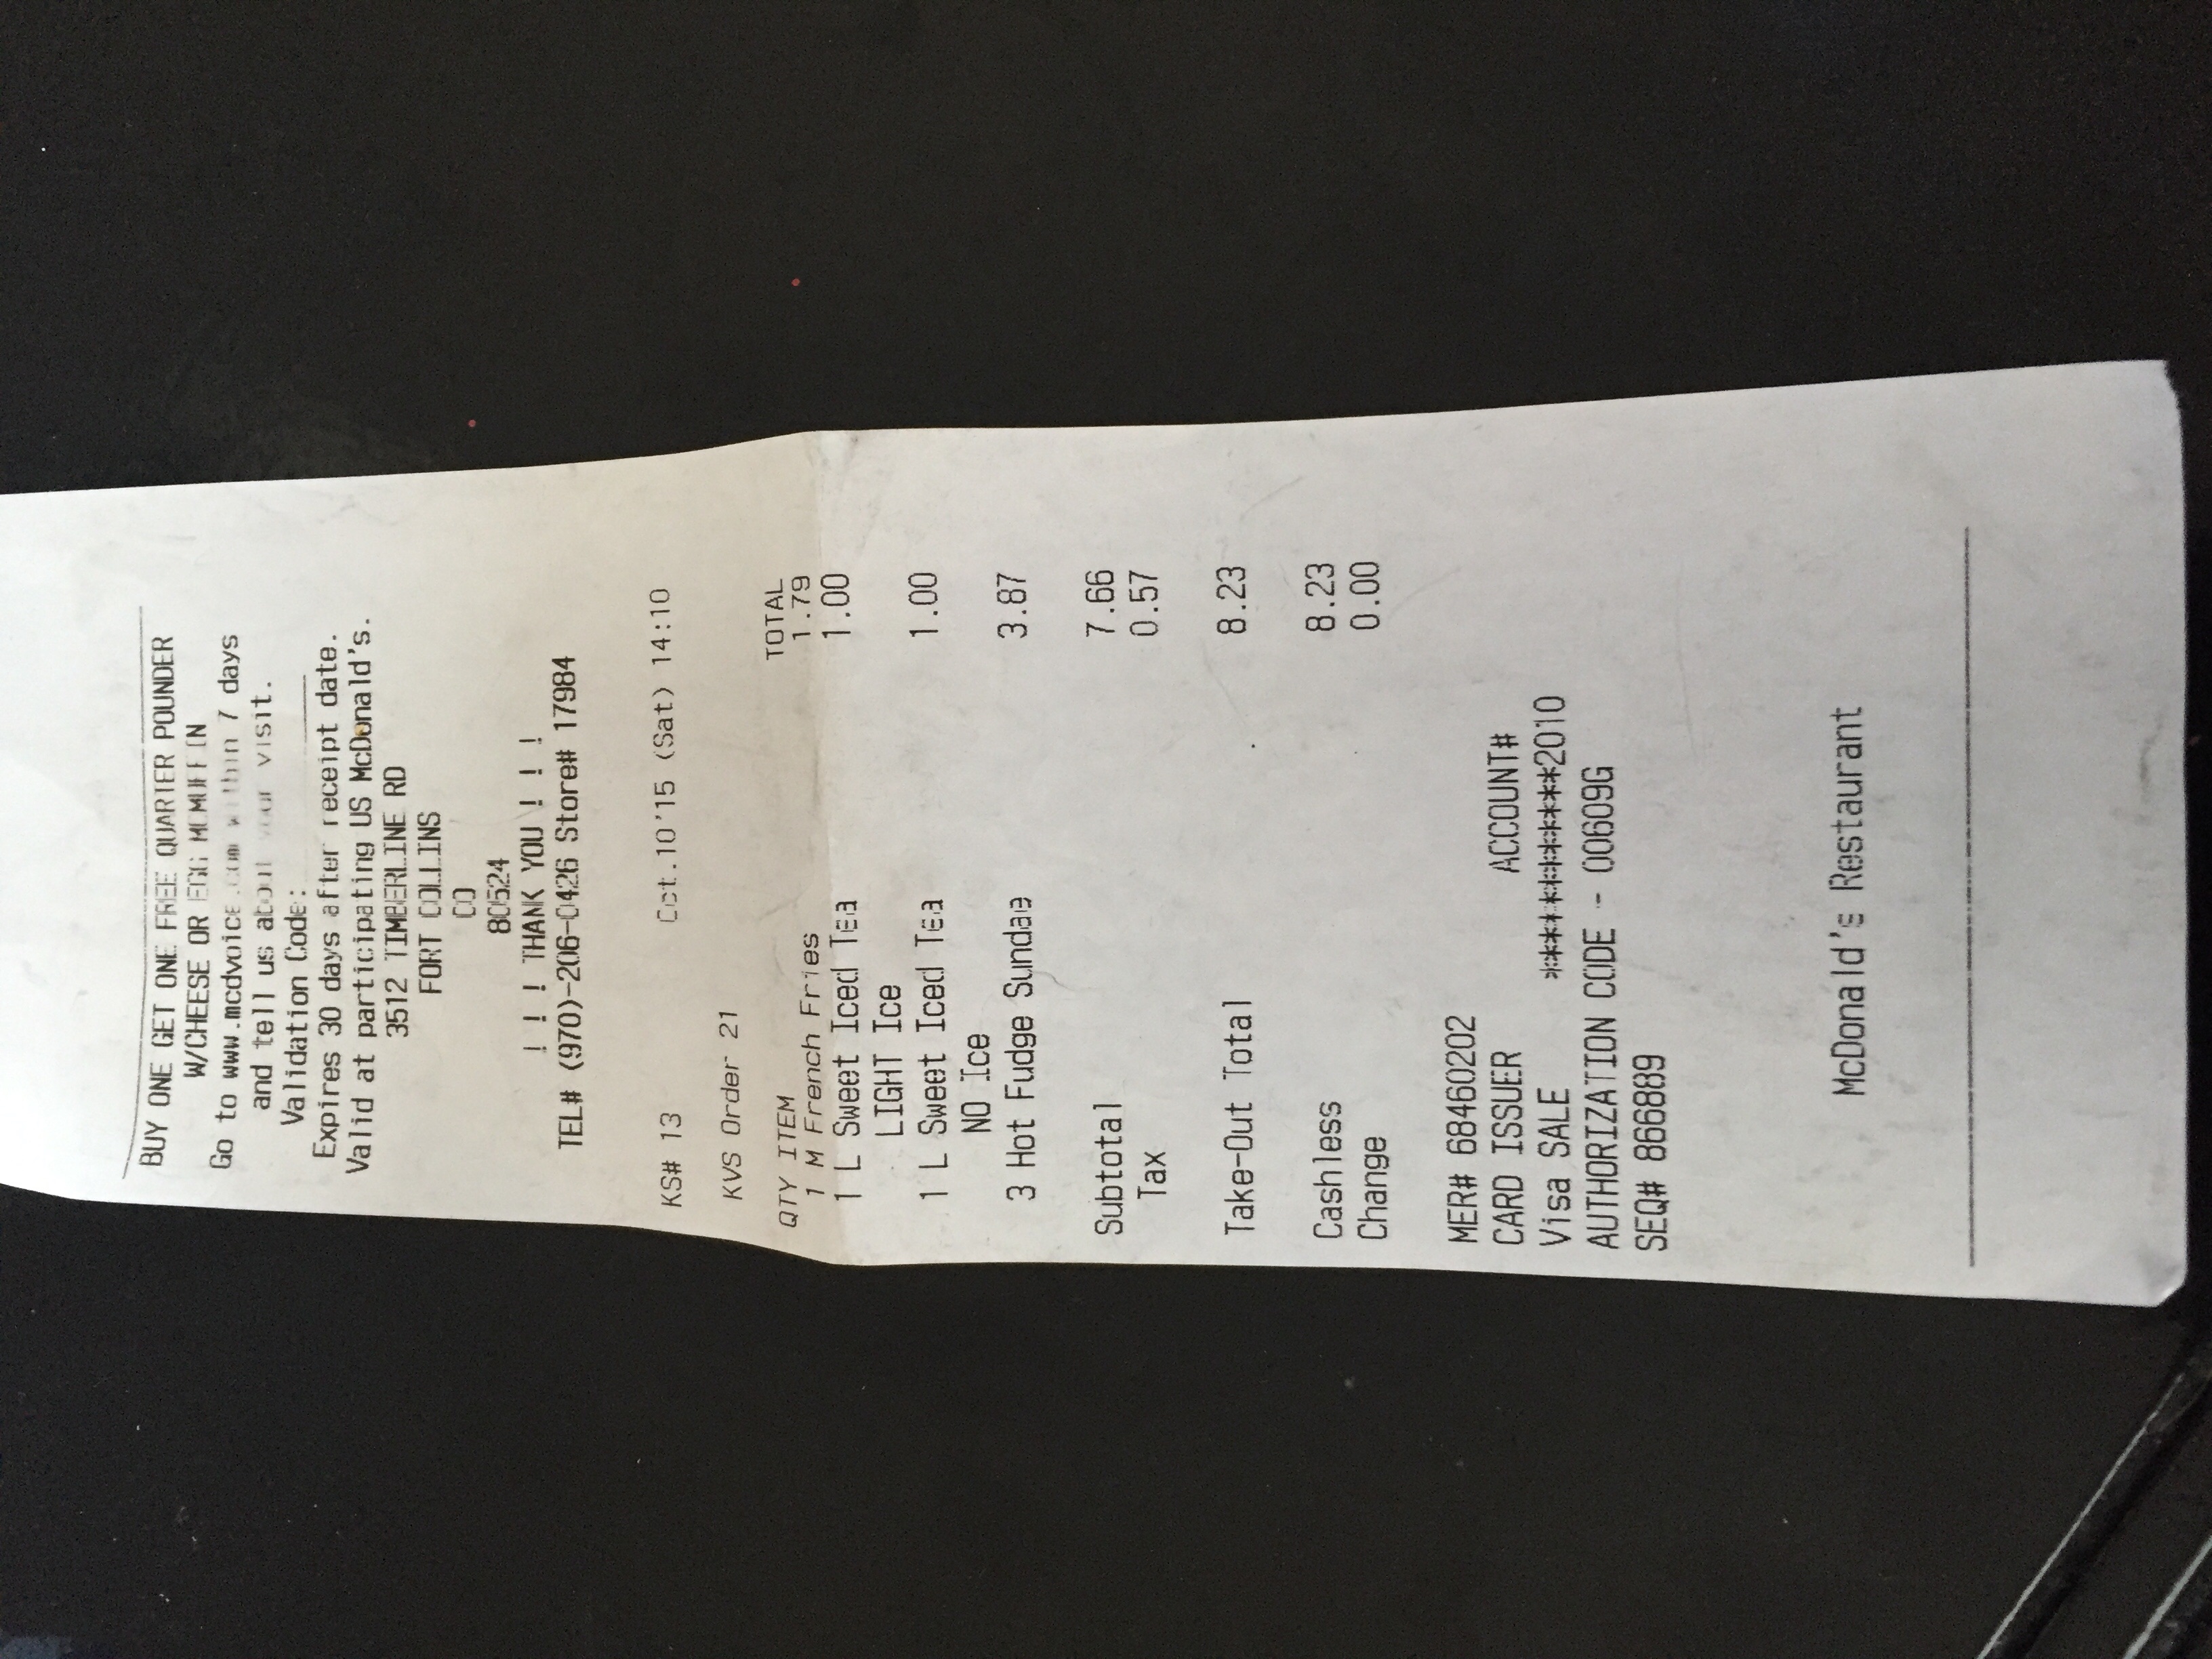 BUY ONE GET ONE FREE QUARTER POUNDER
W/CHEESE OR EGG MCMUFFIN
Go to www.mcdvoice.com within 7 days
and tell us about your visit.
Validation Code:
Expires 30 days after receipt date.
Valid at participating US McDonald's.
3512 TIMBERLINE RD
FORT COLLINS
CO
80524
! ! ! THANK YOU ! ! !
TEL# (970)-206-0426 Store# 17984
KS# 13 Oct.10'15 (Sat) 14:10
KVS Order 21
QTY ITEM TOTAL
1 M French Fries 1.79
1 L Sweet Iced Tea 1.00
LIGHT Ice
1 L Sweet Iced Tea 1.00
NO Ice
3 Hot Fudge Sundae 3.87
Subtotal 7.66
Tax 0.57
Take-Out Total 8.23
Cashless 8.23
Change 0.00
MER# 68460202
CARD ISSUER ACCOUNT#
Visa SALE ************2010
AUTHORIZATION CODE - 00609G
SEQ# 866889
McDonald's Restaurant